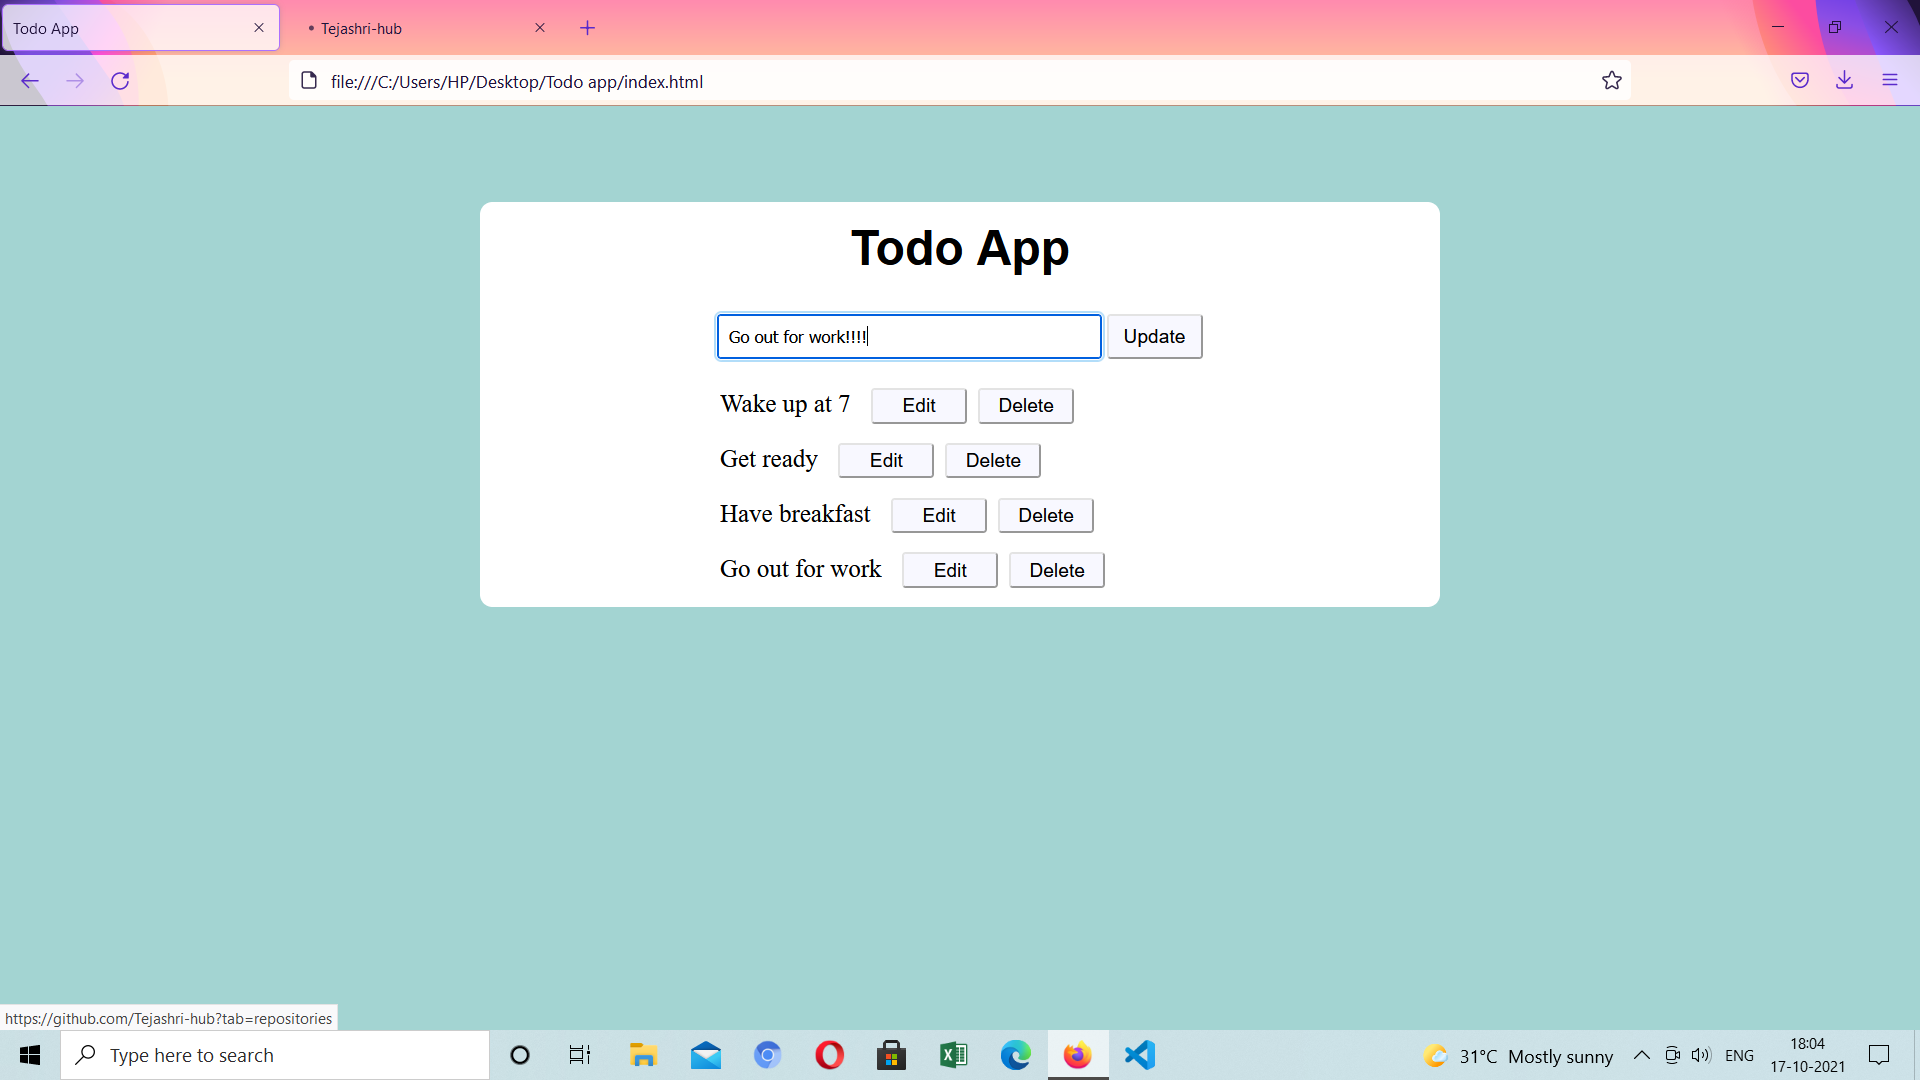 Todo App
Tejashri-hub
file:///C:/Users/HP/Desktop/Todo app/index.html
Todo App
Go out for work!!!! Update
Wake up at 7 Edit Delete
Get ready Edit Delete
Have breakfast Edit Delete
Go out for work Edit Delete
https://github.com/Tejashri-hub?tab=repositories
Type here to search
31°C Mostly sunny
ENG
18:04
17-10-2021